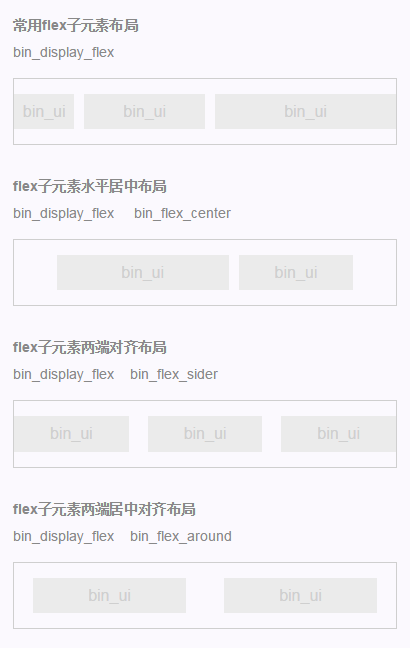 常用flex子元素布局
bin_display_flex
bin_ui bin_ui bin_ui
flex子元素水平居中布局
bin_display_flex bin_flex_center
bin_ui bin_ui
flex子元素两端对齐布局
bin_display_flex bin_flex_sider
bin_ui bin_ui bin_ui
flex子元素两端居中对齐布局
bin_display_flex bin_flex_around
bin_ui bin_ui